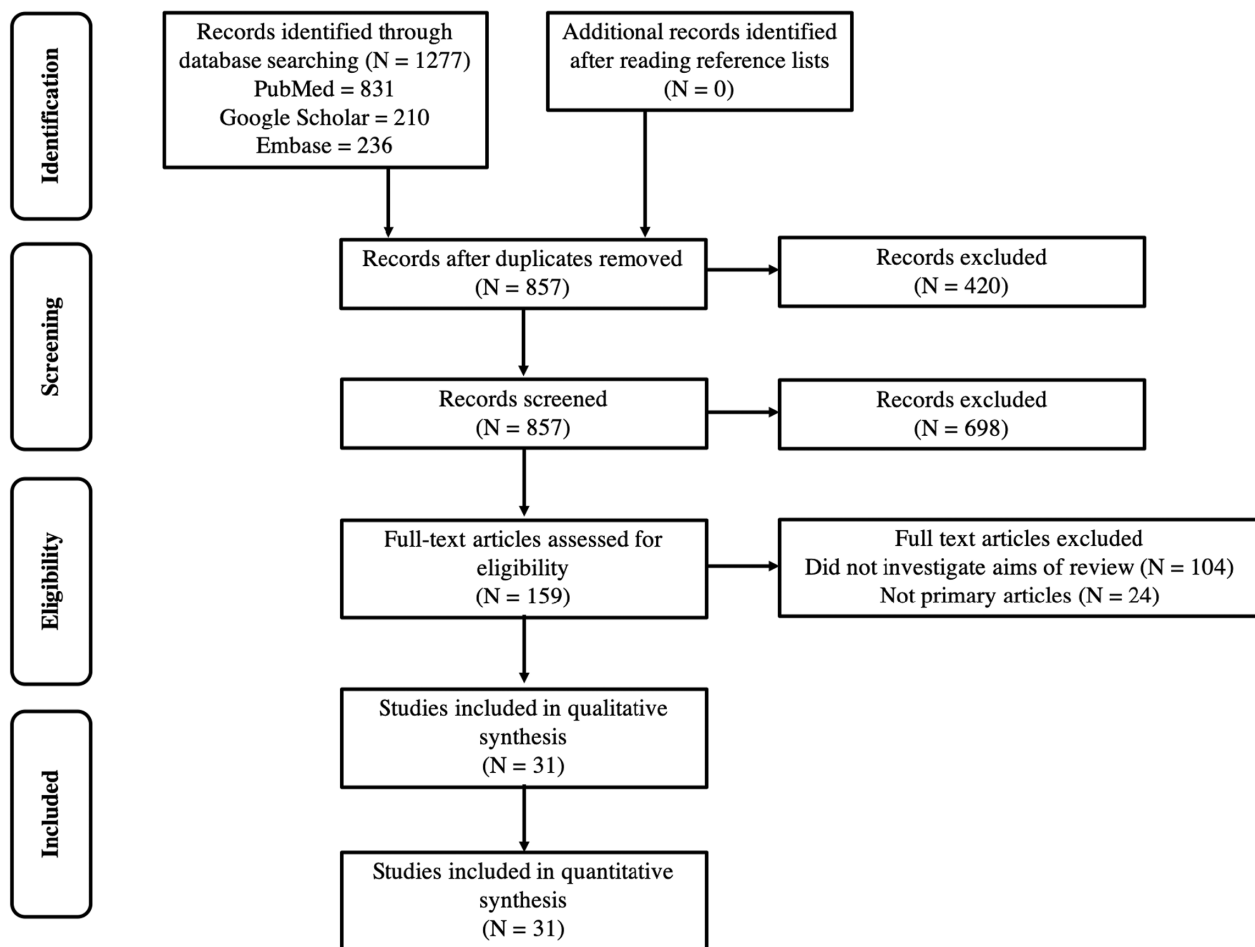 Identification
Records identified through
database searching (N = 1277)
PubMed = 831
Google Scholar = 210
Embase = 236
Additional records identified
after reading reference lists
(N = 0)
Screening
Records after duplicates removed
(N = 857)
Records excluded
(N = 420)
Records screened
(N = 857)
Records excluded
(N = 698)
Eligibility
Full-text articles assessed for
eligibility
(N = 159)
Full text articles excluded
Did not investigate aims of review (N = 104)
Not primary articles (N = 24)
Included
Studies included in qualitative
synthesis
(N = 31)
Studies included in quantitative
synthesis
(N = 31)